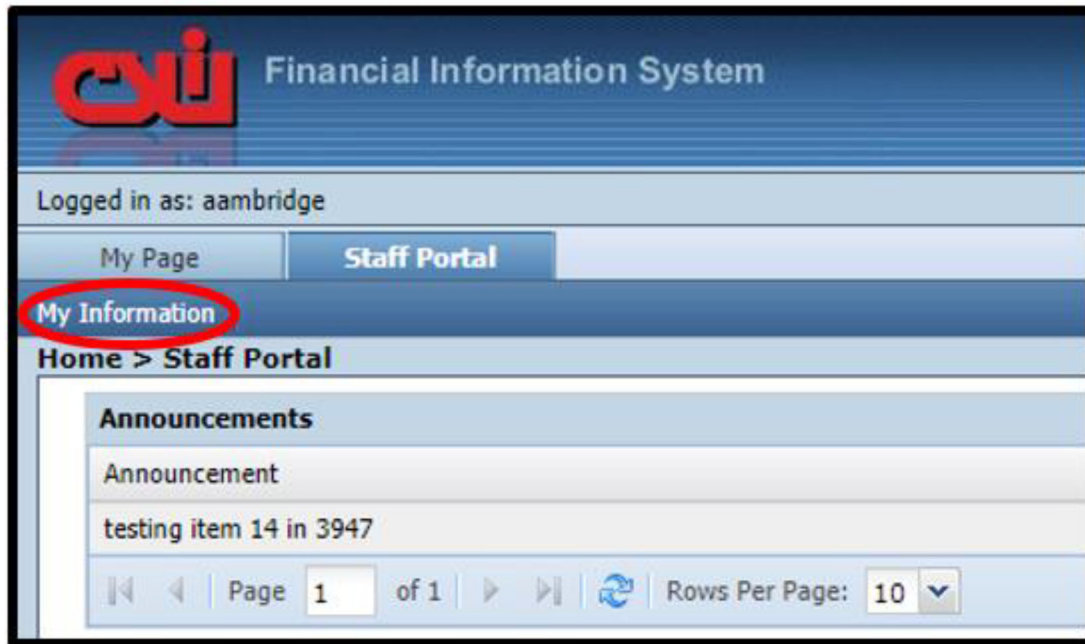 CSIU
Financial Information System
Logged in as: aambridge
My Page Staff Portal
My Information
Home > Staff Portal
Announcements
Announcement
testing item 14 in 3947
Page 1 of 1 Rows Per Page: 10